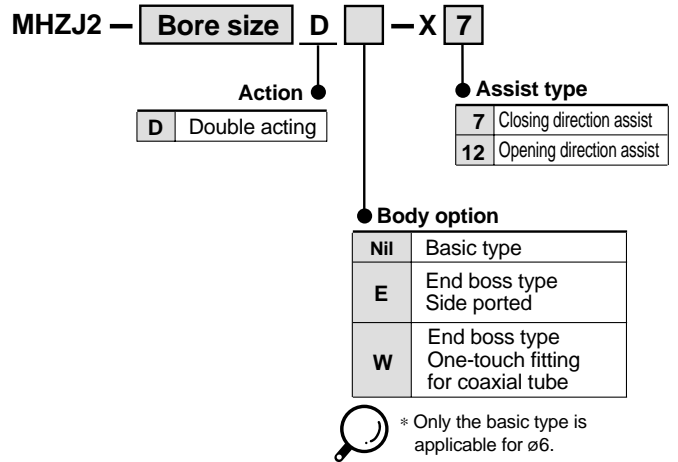 MHZJ2 — Bore size D — X 7
Action
D Double acting
Assist type
7 Closing direction assist
12 Opening direction assist
Body option
Nil Basic type
E End boss type
Side ported
W End boss type
One-touch fitting
for coaxial tube
* Only the basic type is
applicable for ø6.